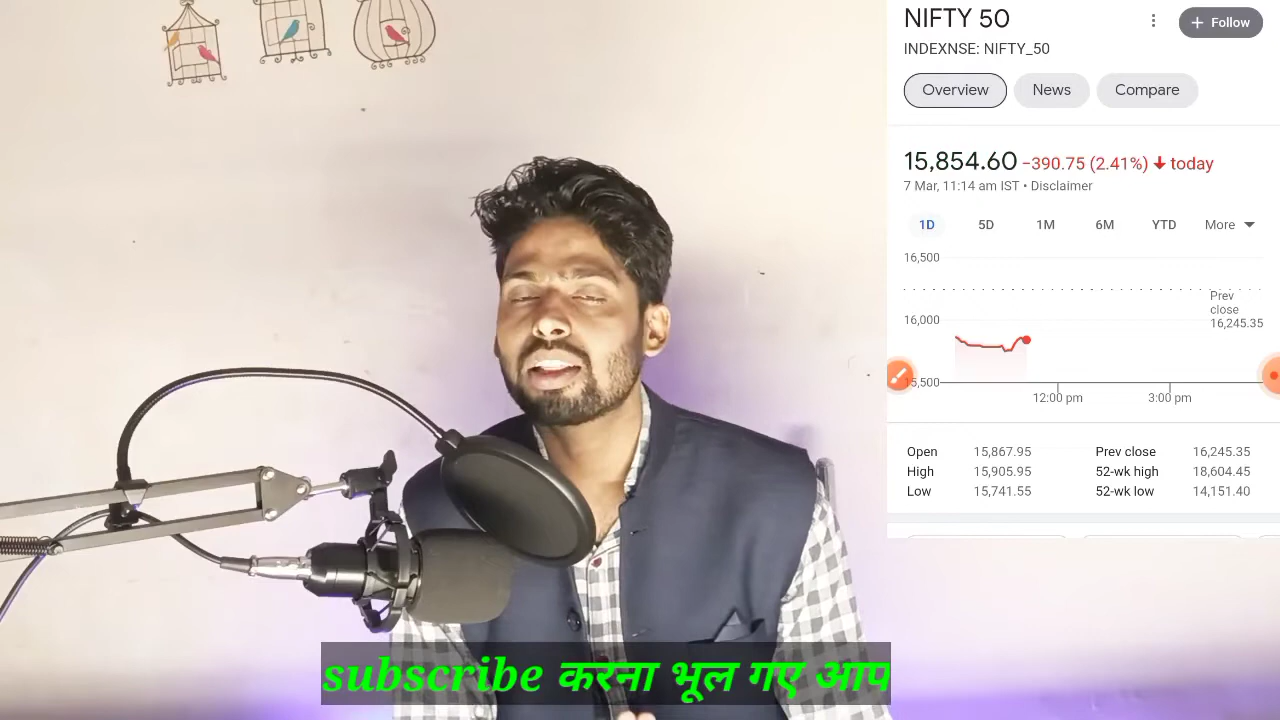 NIFTY 50
Follow
INDEXNSE: NIFTY_50
Overview News Compare
15,854.60 −390.75 (2.41%) today
7 Mar, 11:14 am IST • Disclaimer
1D 5D 1M 6M YTD More
16,500
Prev
close
16,245.35
16,000
15,500
12:00 pm 3:00 pm
Open 15,867.95 Prev close 16,245.35
High 15,905.95 52-wk high 18,604.45
Low 15,741.55 52-wk low 14,151.40
subscribe करना भूल गए आप